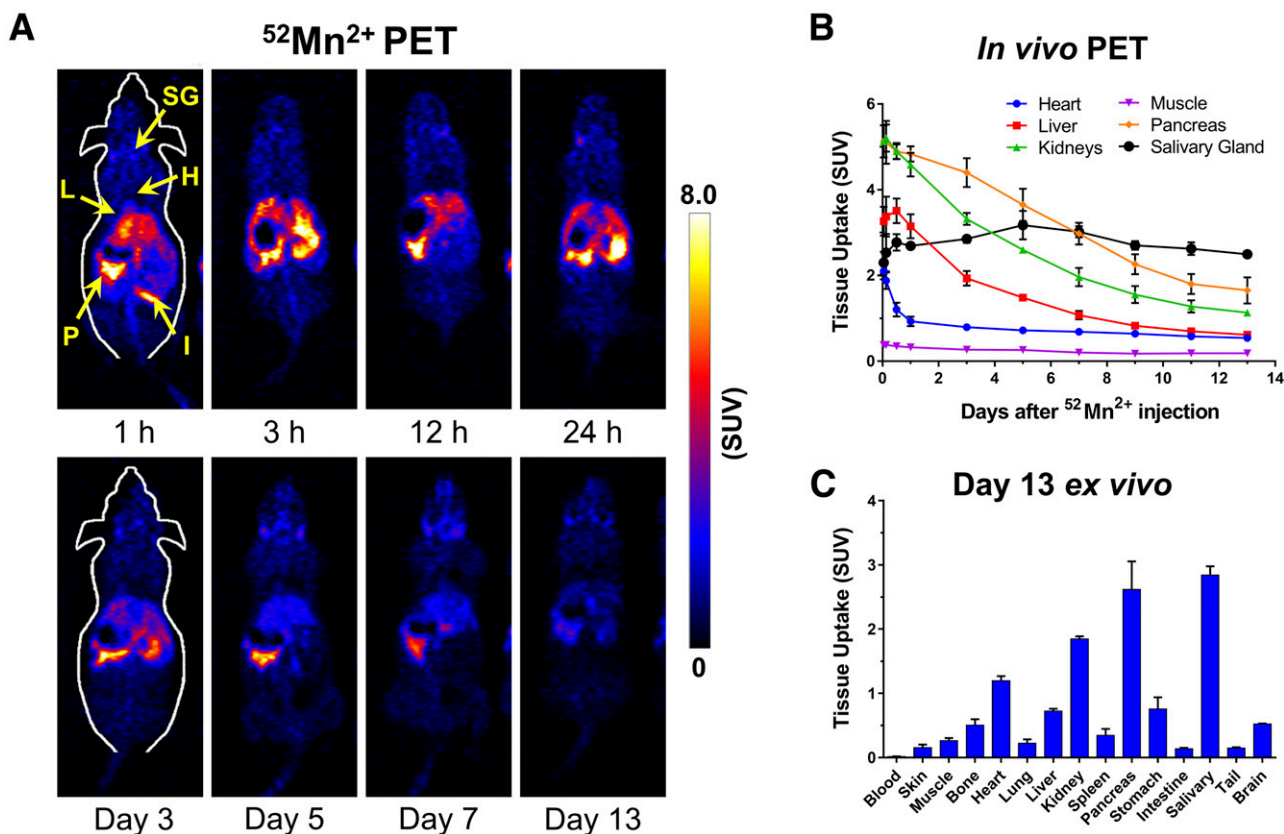 A
⁵²Mn²⁺ PET
SG
H
L
P
I
1 h
3 h
12 h
24 h
8.0
(SUV)
0
Day 3
Day 5
Day 7
Day 13
B
In vivo PET
Heart
Liver
Kidneys
Muscle
Pancreas
Salivary Gland
Tissue Uptake (SUV)
6
4
2
0
0 2 4 6 8 10 12 14
Days after ⁵²Mn²⁺ injection
C
Day 13 ex vivo
Tissue Uptake (SUV)
4
3
2
1
0
Blood
Skin
Muscle
Bone
Heart
Lung
Liver
Kidney
Spleen
Pancreas
Stomach
Intestine
Salivary
Tail
Brain